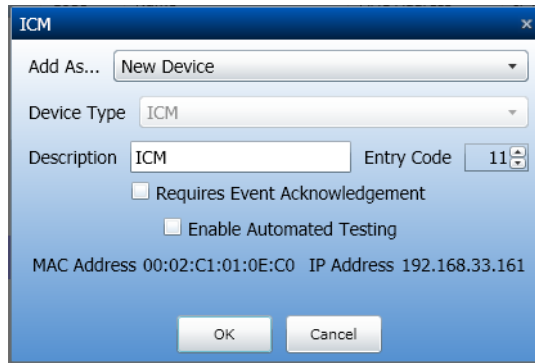 ICM
Add As... New Device
Device Type ICM
Description ICM Entry Code 11
Requires Event Acknowledgement
Enable Automated Testing
MAC Address 00:02:C1:01:0E:C0 IP Address 192.168.33.161
OK Cancel